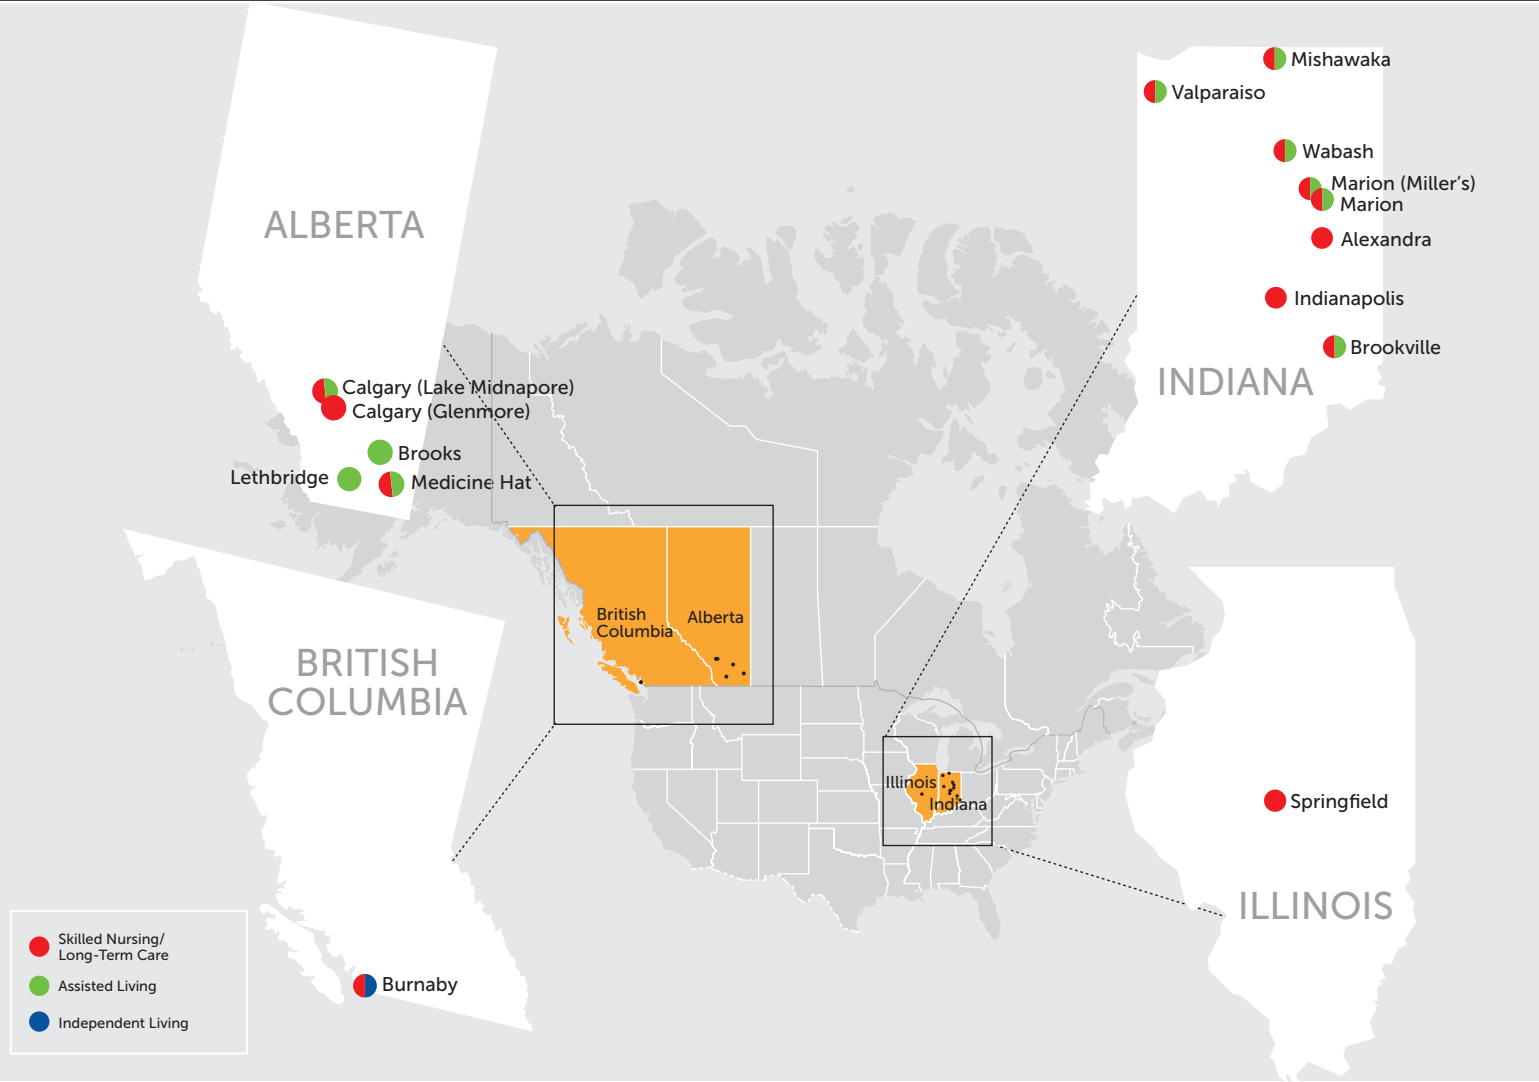 ALBERTA
Calgary (Lake Midnapore)
Calgary (Glenmore)
Brooks
Lethbridge
Medicine Hat
BRITISH
COLUMBIA
Burnaby
Skilled Nursing/
Long-Term Care
Assisted Living
Independent Living
British
Columbia
Alberta
Illinois
Indiana
Mishawaka
Valparaiso
Wabash
Marion (Miller's)
Marion
Alexandra
Indianapolis
Brookville
INDIANA
Springfield
ILLINOIS